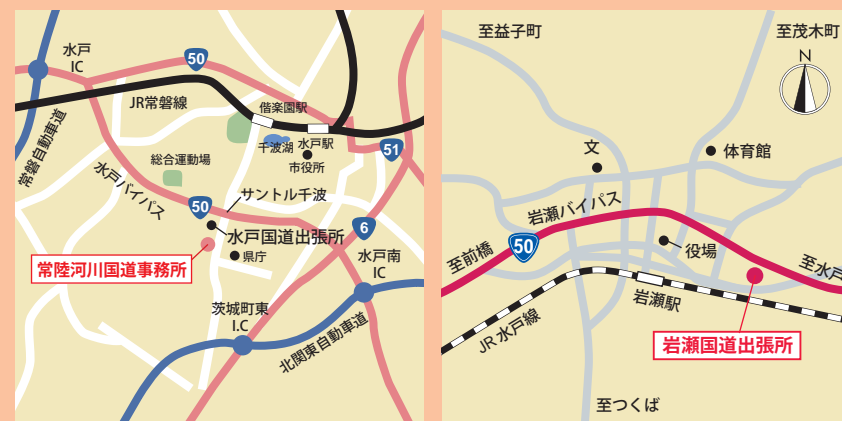 水戸
IC
50
JR常磐線
偕楽園駅
千波湖
水戸駅
市役所
51
常磐自動車道
水戸バイパス
総合運動場
50
サントル千波
水戸国道出張所
6
常陸河川国道事務所
県庁
水戸南
IC
茨城町東
I.C
北関東自動車道
至益子町
至茂木町
N
文
体育館
岩瀬バイパス
50
至前橋
役場
至水戸
岩瀬駅
JR水戸線
岩瀬国道出張所
至つくば